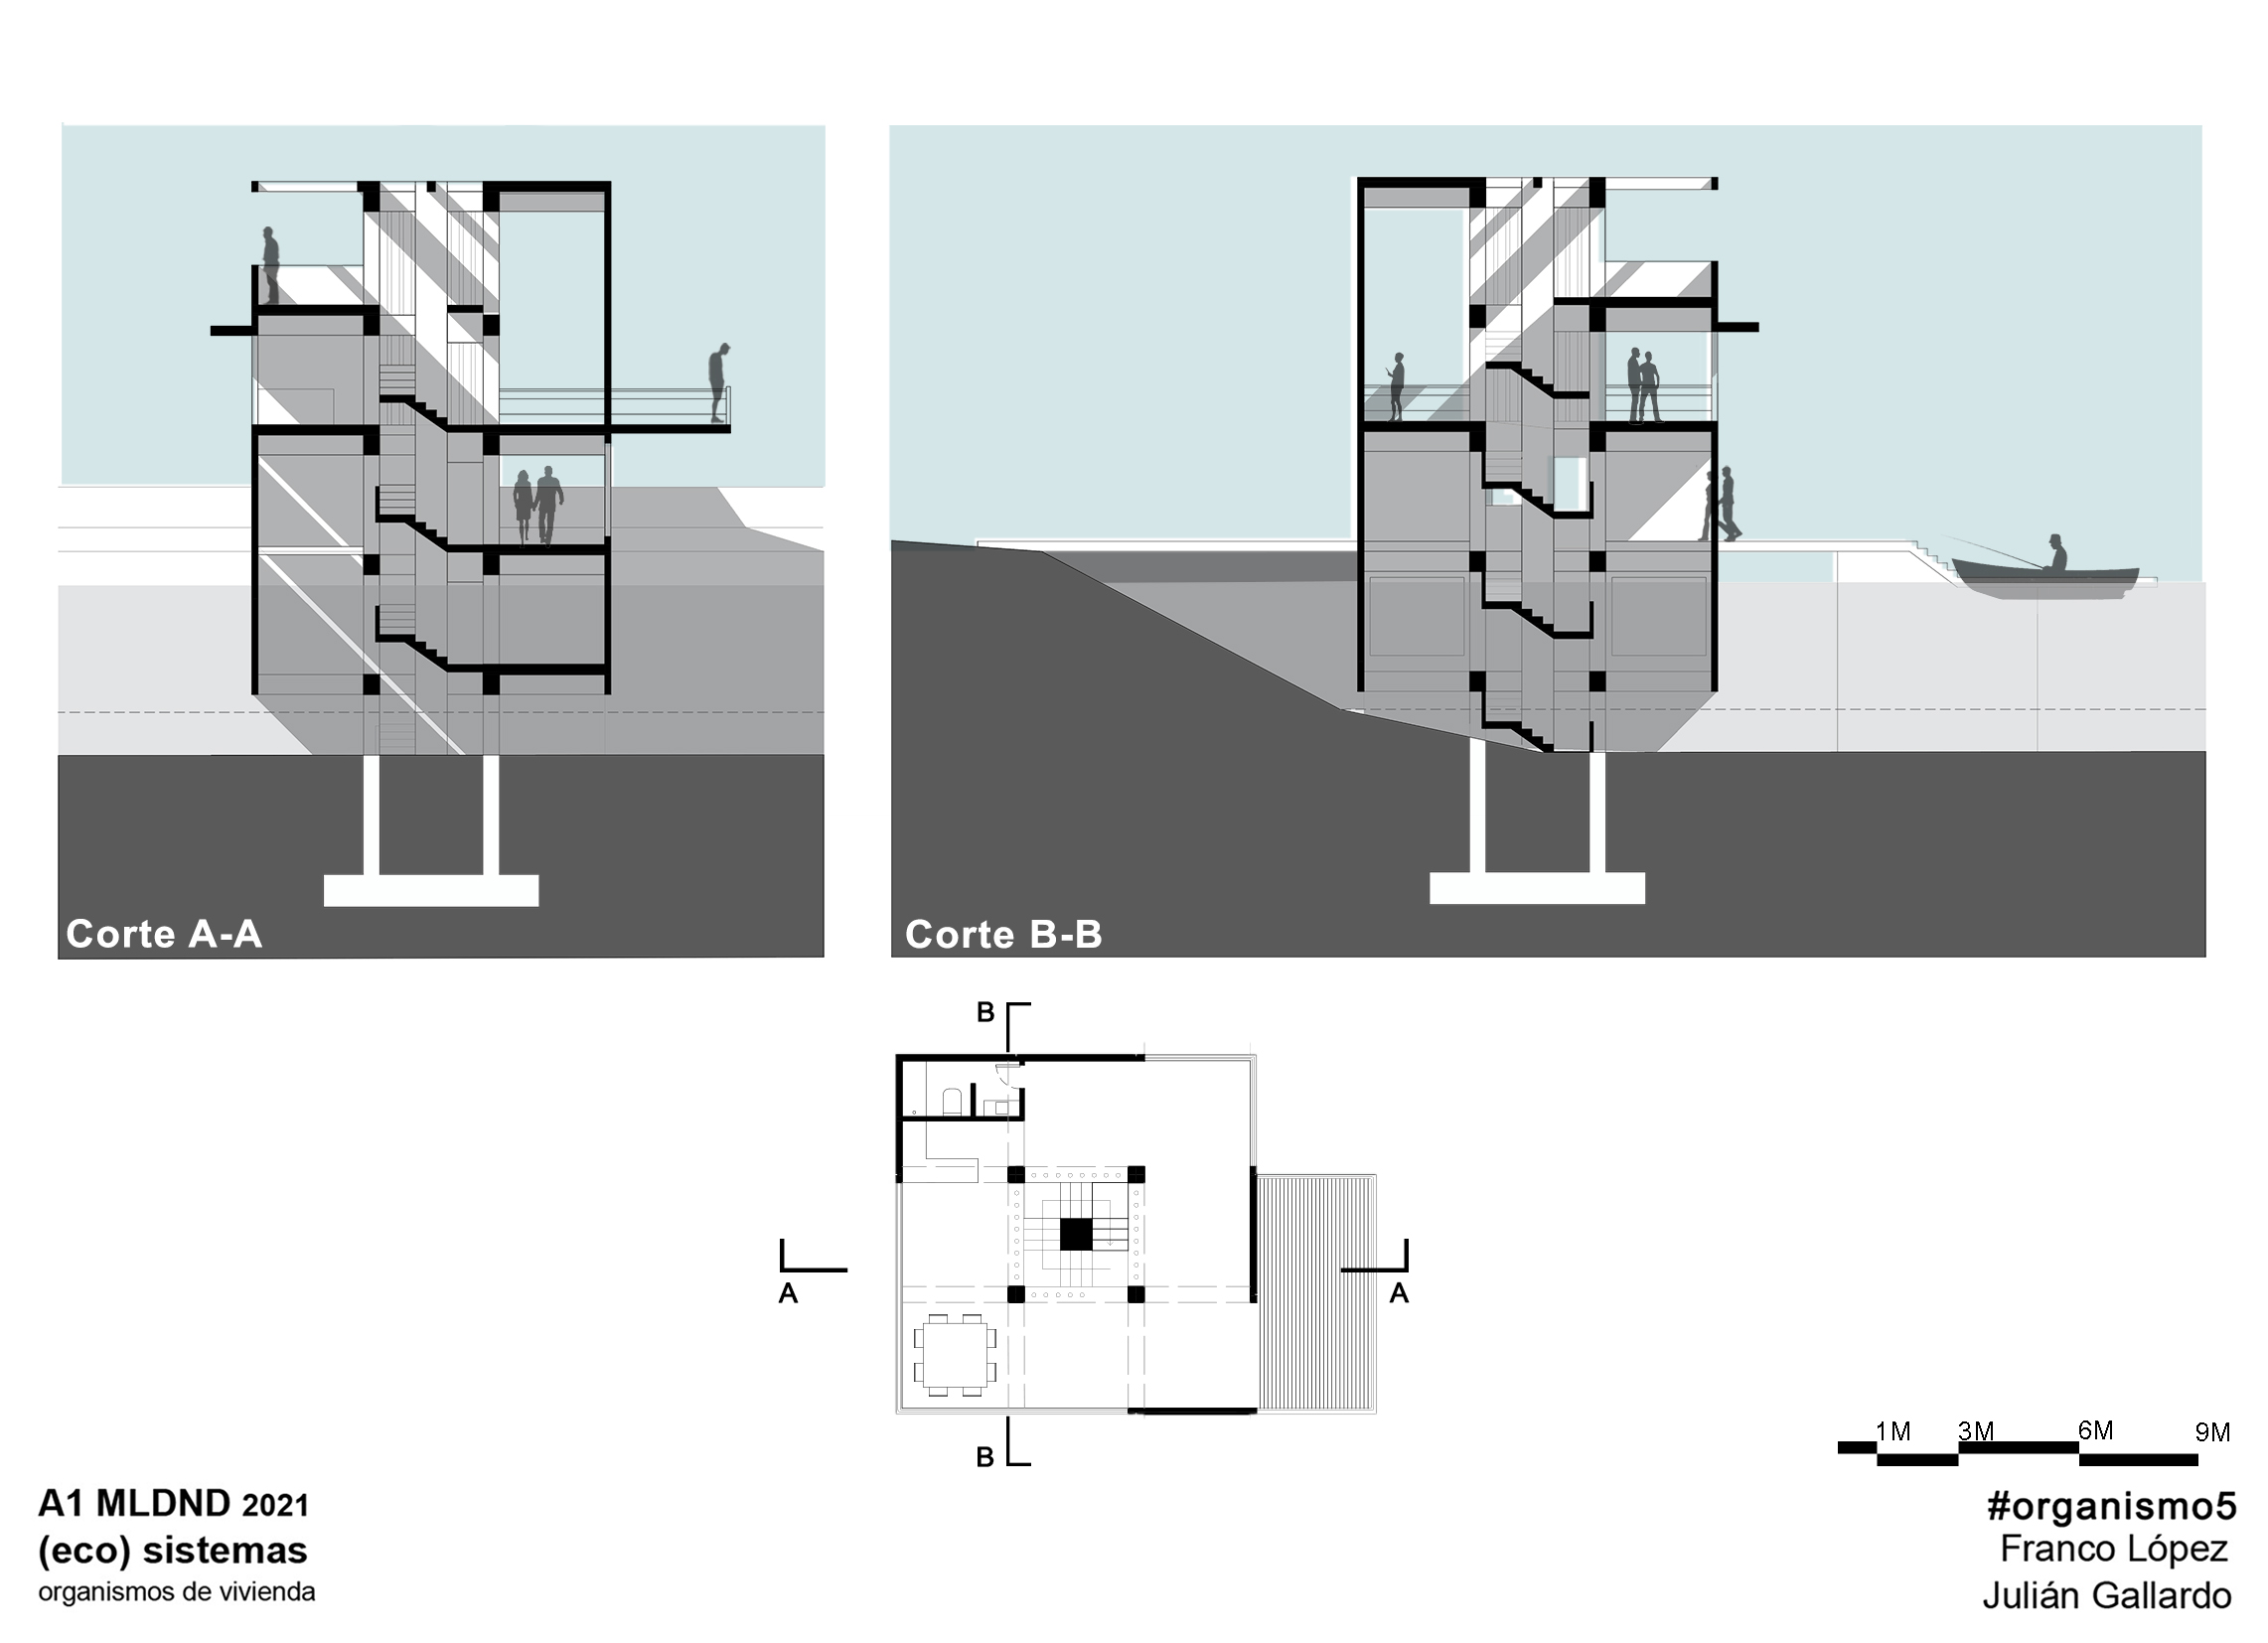 Corte A-A
Corte B-B
B
A
A
B
1M 3M 6M 9M
A1 MLDND 2021
(eco) sistemas
organismos de vivienda
#organismo5
Franco López
Julián Gallardo